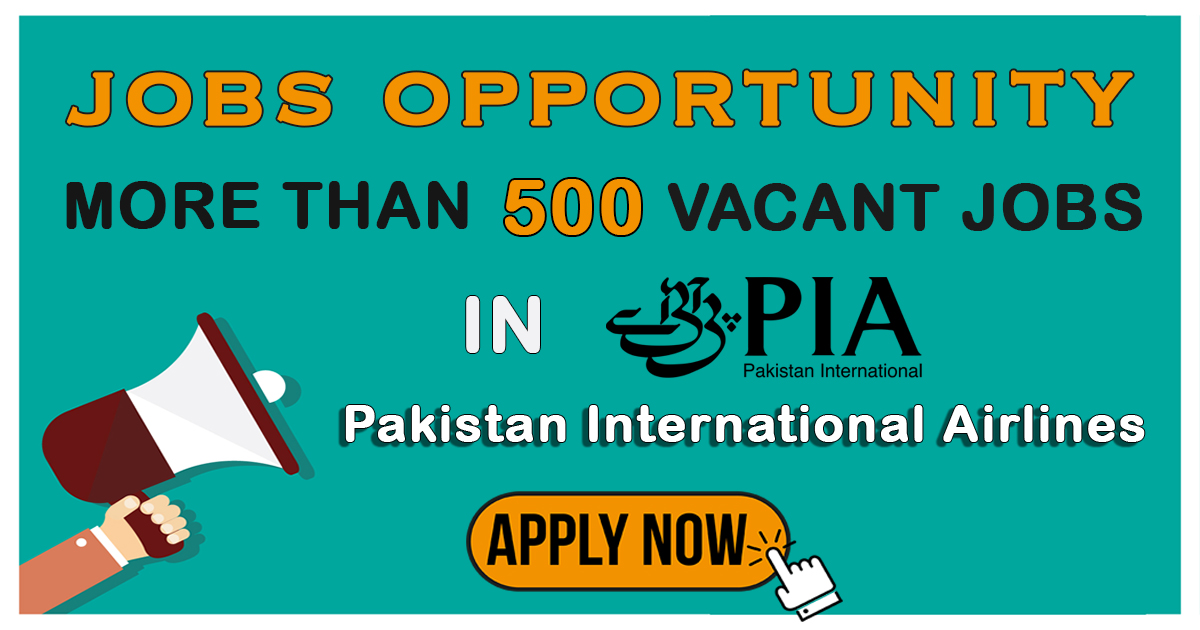 JOBS OPPORTUNITY
MORE THAN 500 VACANT JOBS
IN PIA
Pakistan International
Pakistan International Airlines
APPLY NOW